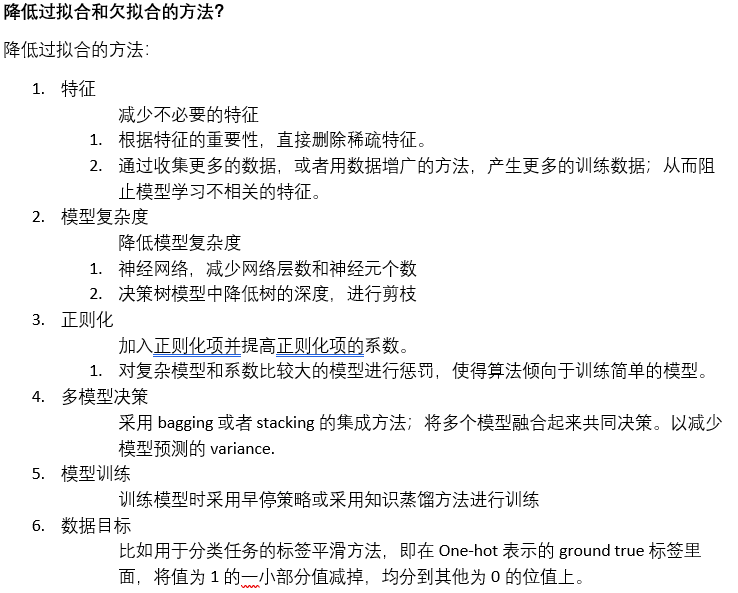 降低过拟合和欠拟合的方法?
降低过拟合的方法：
1. 特征
减少不必要的特征
1. 根据特征的重要性，直接删除稀疏特征。
2. 通过收集更多的数据，或者用数据增广的方法，产生更多的训练数据；从而阻
止模型学习不相关的特征。
2. 模型复杂度
降低模型复杂度
1. 神经网络，减少网络层数和神经元个数
2. 决策树模型中降低树的深度，进行剪枝
3. 正则化
加入正则化项并提高正则化项的系数。
1. 对复杂模型和系数比较大的模型进行惩罚，使得算法倾向于训练简单的模型。
4. 多模型决策
采用 bagging 或者 stacking 的集成方法；将多个模型融合起来共同决策。以减少
模型预测的 variance.
5. 模型训练
训练模型时采用早停策略或采用知识蒸馏方法进行训练
6. 数据目标
比如用于分类任务的标签平滑方法，即在 One-hot 表示的 ground true 标签里
面，将值为 1 的一小部分值减掉，均分到其他为 0 的位值上。